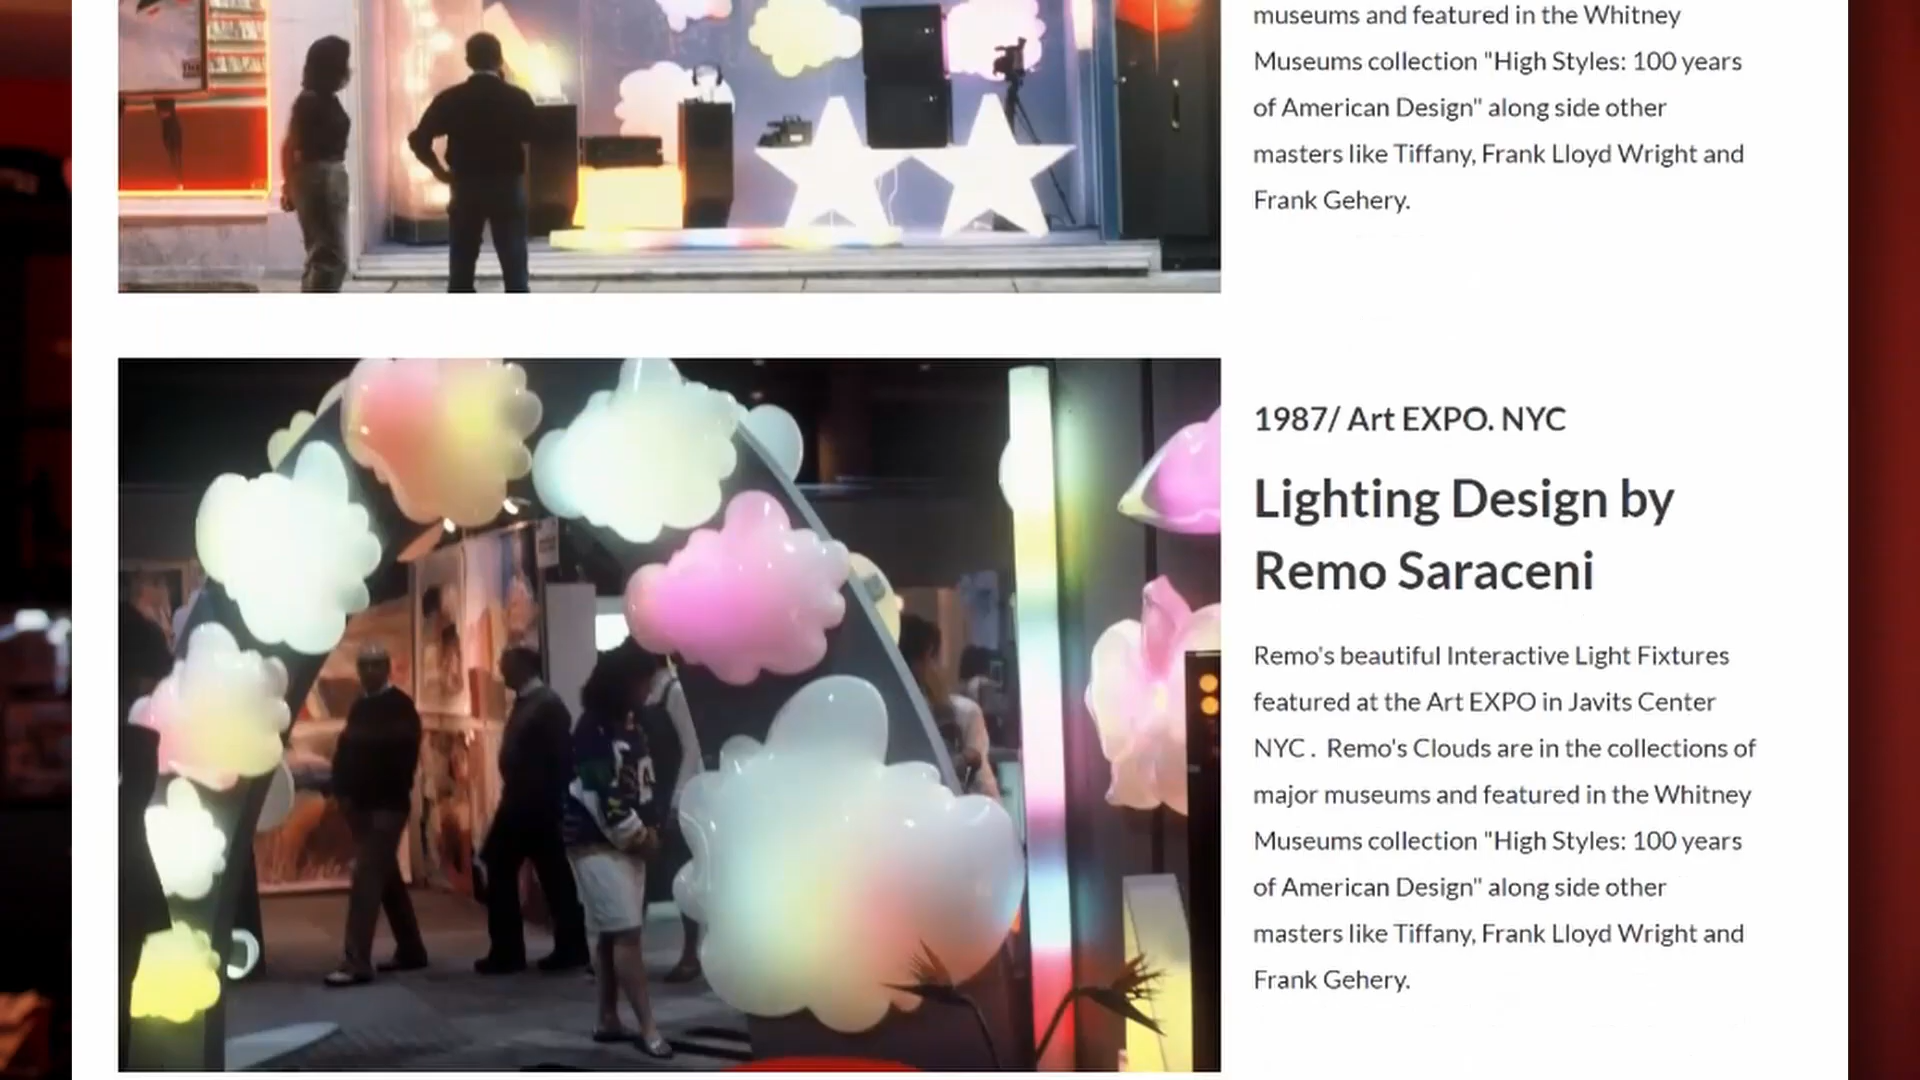 museums and featured in the Whitney
Museums collection "High Styles: 100 years
of American Design" along side other
masters like Tiffany, Frank Lloyd Wright and
Frank Gehery.
1987/ Art EXPO. NYC
Lighting Design by
Remo Saraceni
Remo's beautiful Interactive Light Fixtures
featured at the Art EXPO in Javits Center
NYC . Remo's Clouds are in the collections of
major museums and featured in the Whitney
Museums collection "High Styles: 100 years
of American Design" along side other
masters like Tiffany, Frank Lloyd Wright and
Frank Gehery.